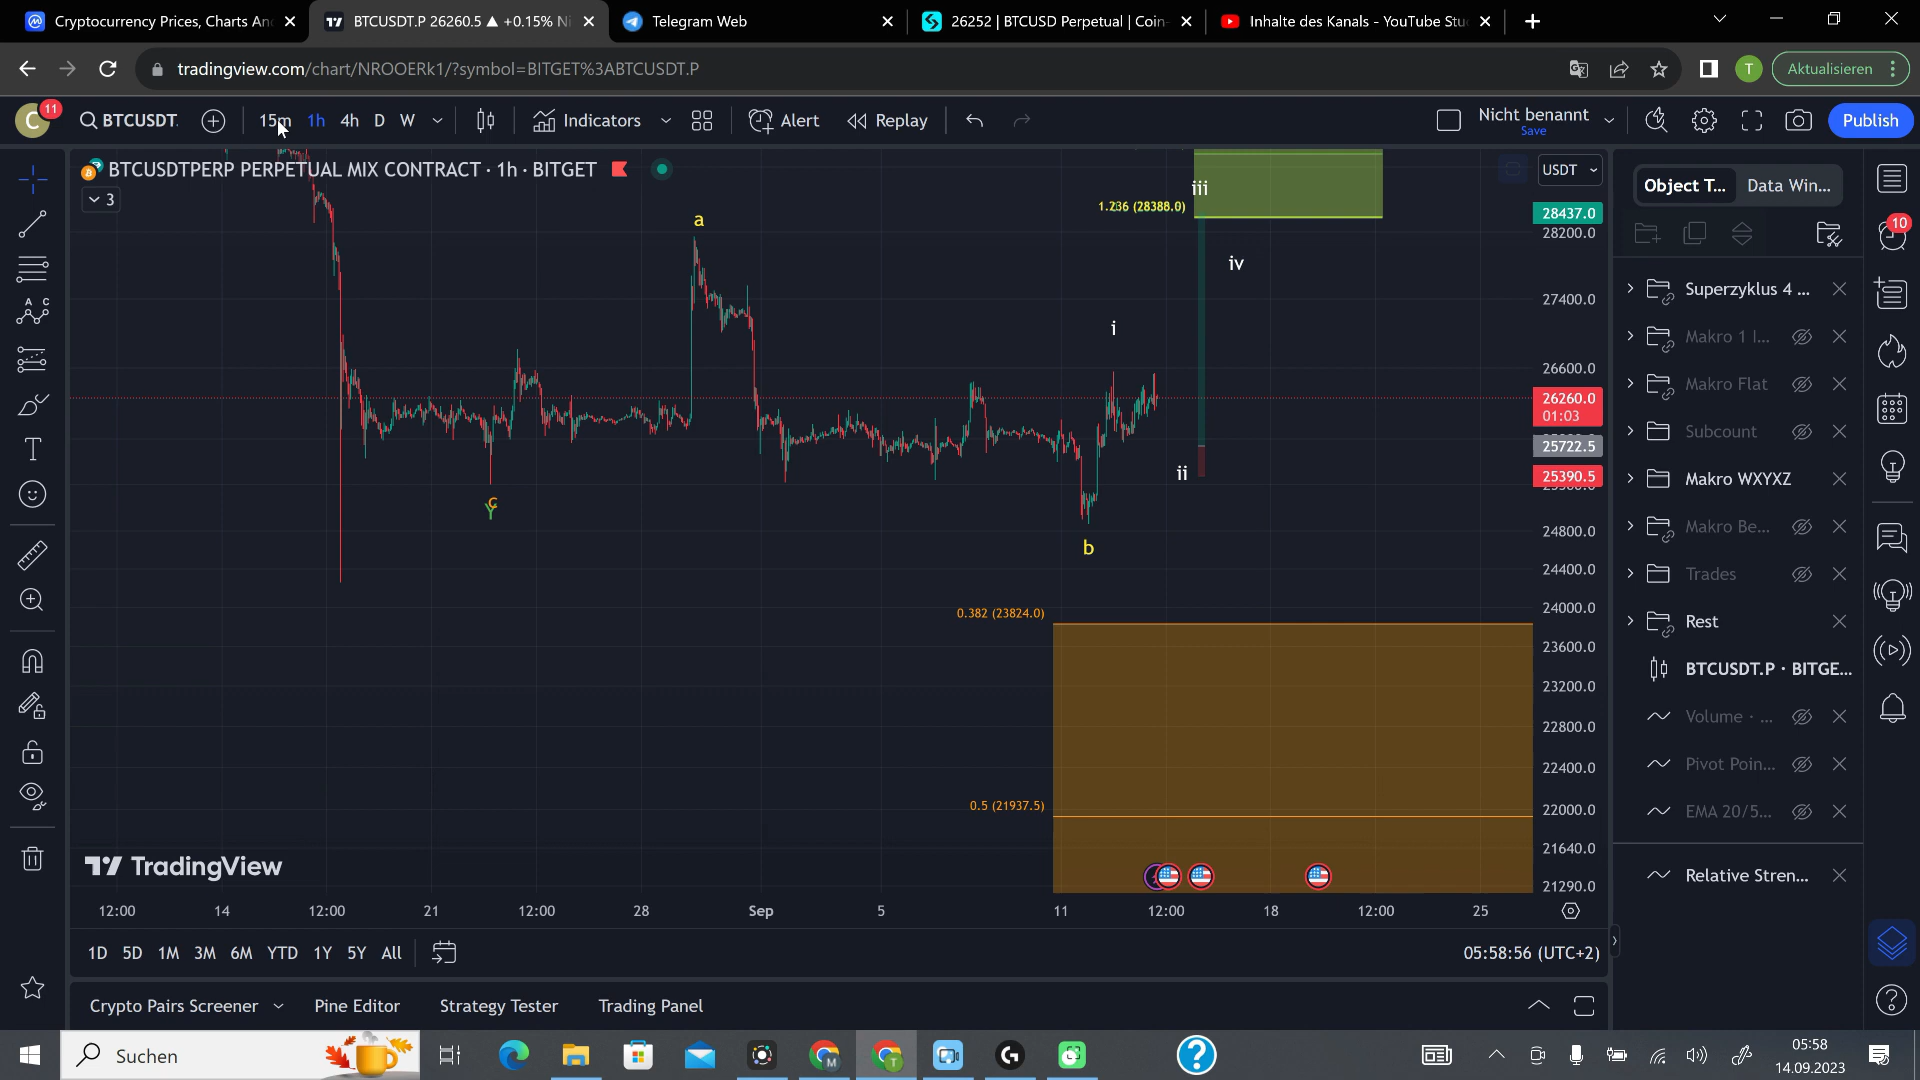 Cryptocurrency Prices, Charts An
BTCUSDT.P 26260.5 ▲ +0.15% Ni
Telegram Web
26252 | BTCUSD Perpetual | Coin-
Inhalte des Kanals - YouTube Stu
tradingview.com/chart/NROOERk1/?symbol=BITGET%3ABTCUSDT.P
T
Aktualisieren
C
11
BTCUSDT.
15m
1h
4h
D
W
Indicators
Alert
Replay
Nicht benannt
Save
Publish
BTCUSDTPERP PERPETUAL MIX CONTRACT · 1h · BITGET
3
USDT
a
iii
1.236 (28388.0)
iv
i
ii
c
Y
b
0.382 (23824.0)
0.5 (21937.5)
28437.0
28200.0
27400.0
26600.0
26260.0
01:03
25722.5
25390.5
24800.0
24400.0
24000.0
23600.0
23200.0
22800.0
22400.0
22000.0
21640.0
21290.0
TradingView
12:00
14
12:00
21
12:00
28
Sep
5
11
12:00
18
12:00
25
1D
5D
1M
3M
6M
YTD
1Y
5Y
All
05:58:56 (UTC+2)
Crypto Pairs Screener
Pine Editor
Strategy Tester
Trading Panel
Object T...
Data Win...
10
Superzyklus 4 ...
Makro 1 I...
Makro Flat
Subcount
Makro WXYXZ
Makro Be...
Trades
Rest
BTCUSDT.P · BITGE...
Volume · ...
Pivot Poin...
EMA 20/5...
Relative Stren...
Suchen
M
T
05:58
14.09.2023